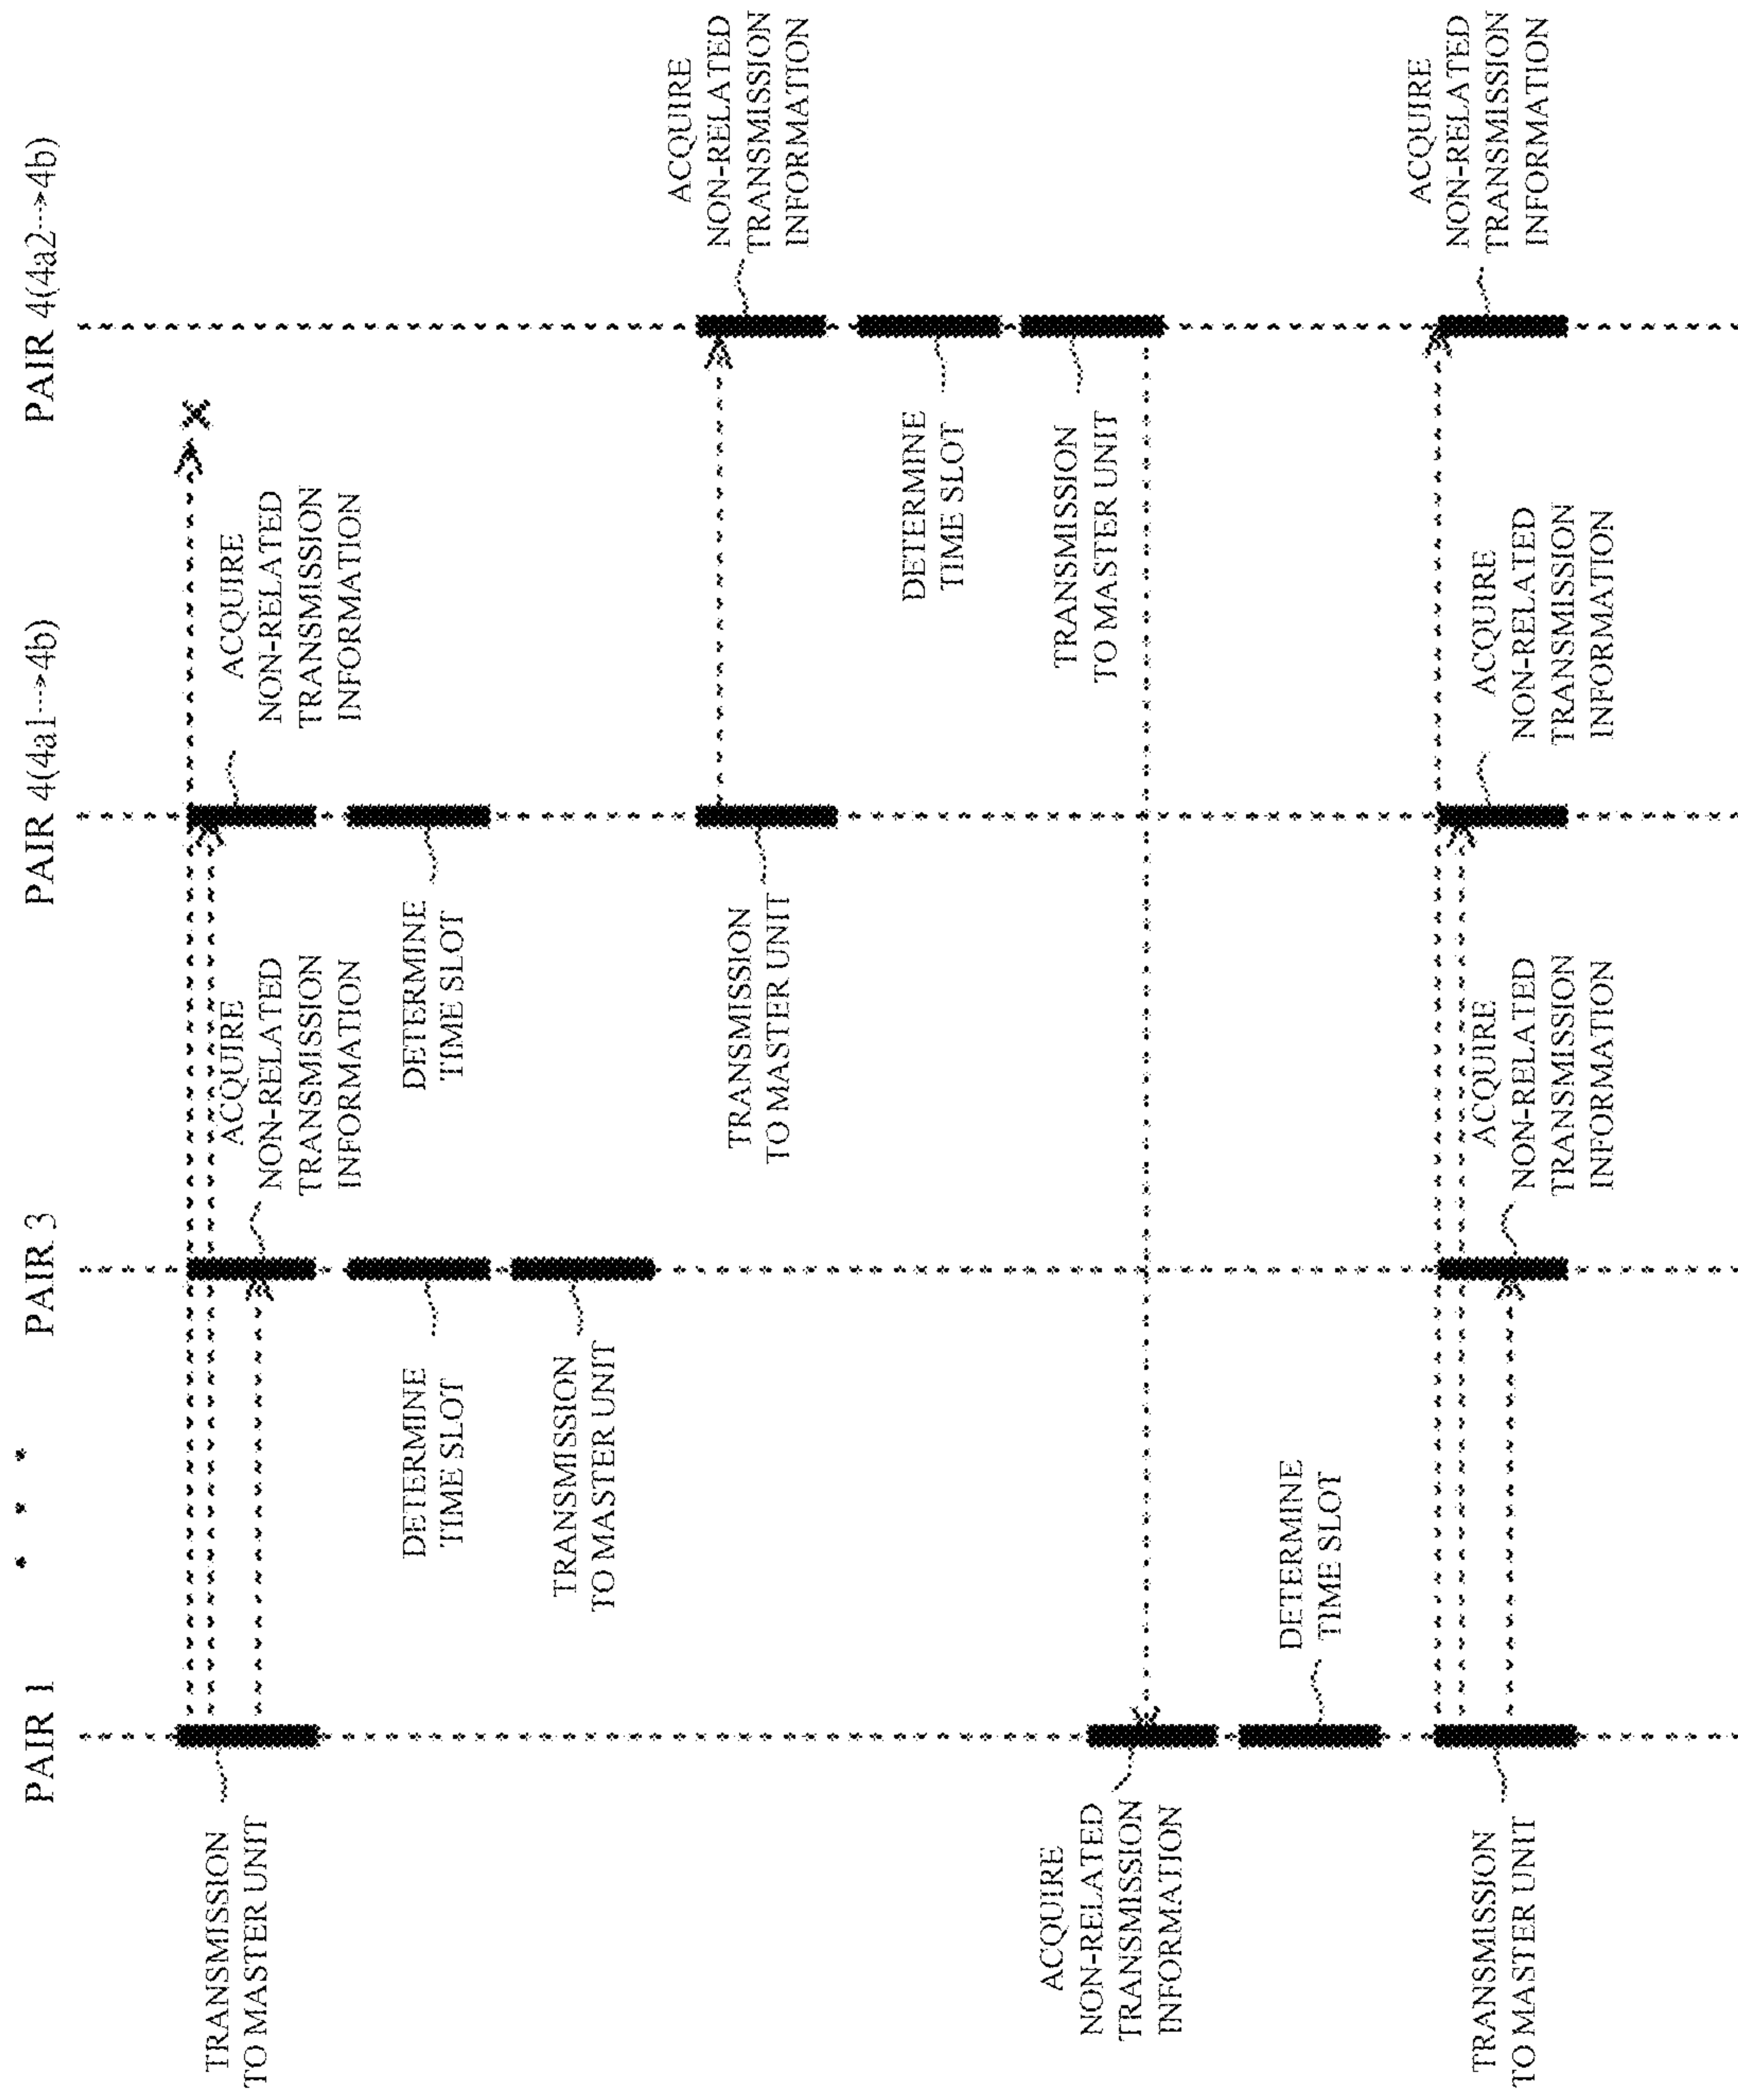 PAIR 1
• • •
PAIR 3
PAIR 4(4a1--->4b)
PAIR 4(4a2--->4b)
TRANSMISSION
TO MASTER UNIT
ACQUIRE
NON-RELATED
TRANSMISSION
INFORMATION
ACQUIRE
NON-RELATED
TRANSMISSION
INFORMATION
DETERMINE
TIME SLOT
DETERMINE
TIME SLOT
TRANSMISSION
TO MASTER UNIT
TRANSMISSION
TO MASTER UNIT
ACQUIRE
NON-RELATED
TRANSMISSION
INFORMATION
DETERMINE
TIME SLOT
TRANSMISSION
TO MASTER UNIT
ACQUIRE
NON-RELATED
TRANSMISSION
INFORMATION
DETERMINE
TIME SLOT
TRANSMISSION
TO MASTER UNIT
ACQUIRE
NON-RELATED
TRANSMISSION
INFORMATION
ACQUIRE
NON-RELATED
TRANSMISSION
INFORMATION
ACQUIRE
NON-RELATED
TRANSMISSION
INFORMATION